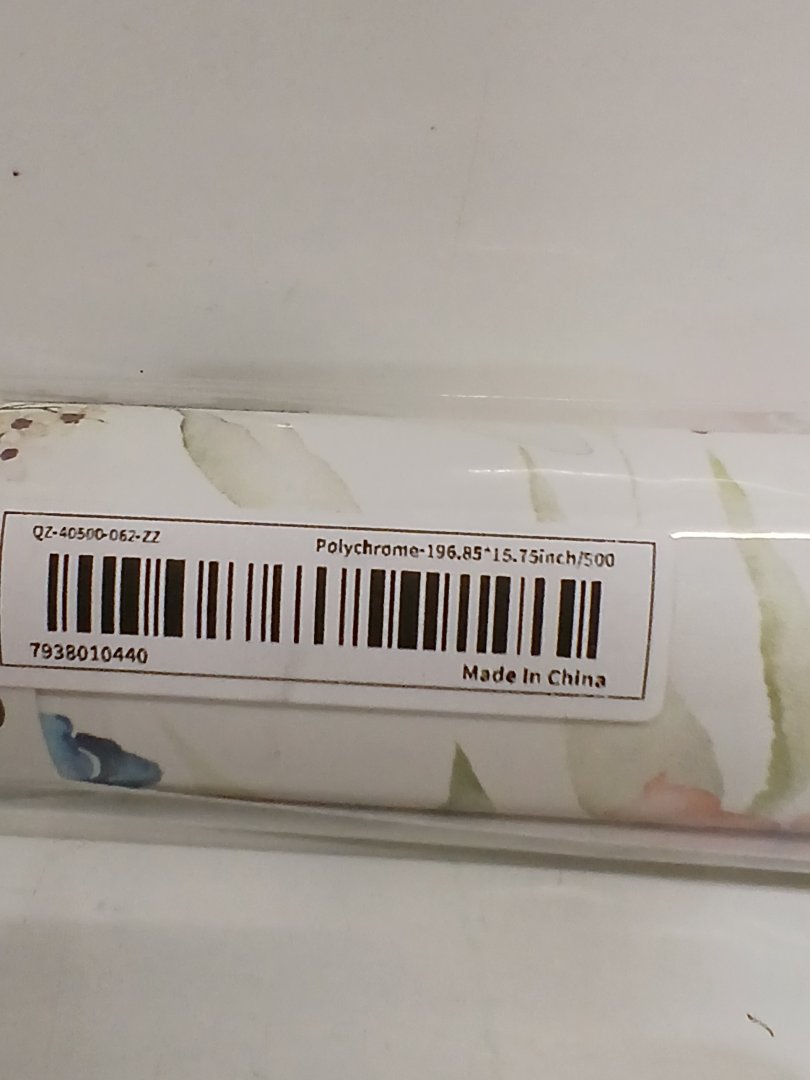 QZ-40500-062-ZZ
Polychrome-196.85*15.75inch/500
7938010440
Made In China